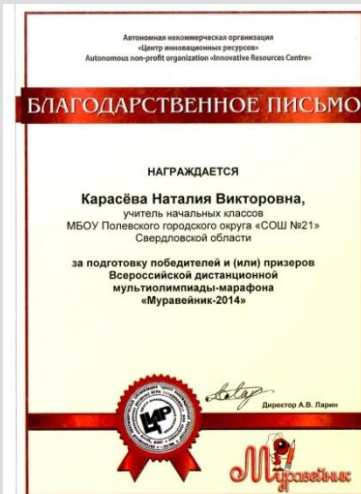 Автономная некоммерческая организация
«Центр инновационных ресурсов»
Autonomous non-profit organization «Innovative Resources Centre»
БЛАГОДАРСТВЕННОЕ ПИСЬМО
НАГРАЖДАЕТСЯ
Карасёва Наталия Викторовна,
учитель начальных классов
МБОУ Полевского городского округа «СОШ №21»
Свердловской области
за подготовку победителей и (или) призеров
Всероссийской дистанционной
мультиолимпиады-марафона
«Муравейник-2014»
ЦИР
Директор А.В. Ларин
Муравейник